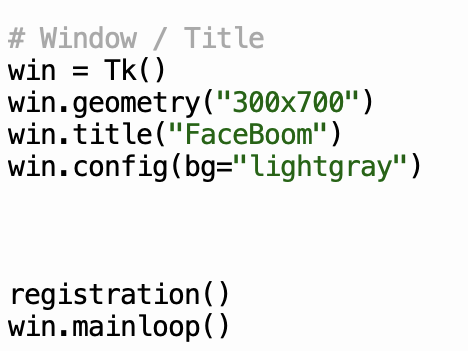 # Window / Title
win = Tk()
win.geometry("300x700")
win.title("FaceBoom")
win.config(bg="lightgray")
registration()
win.mainloop()